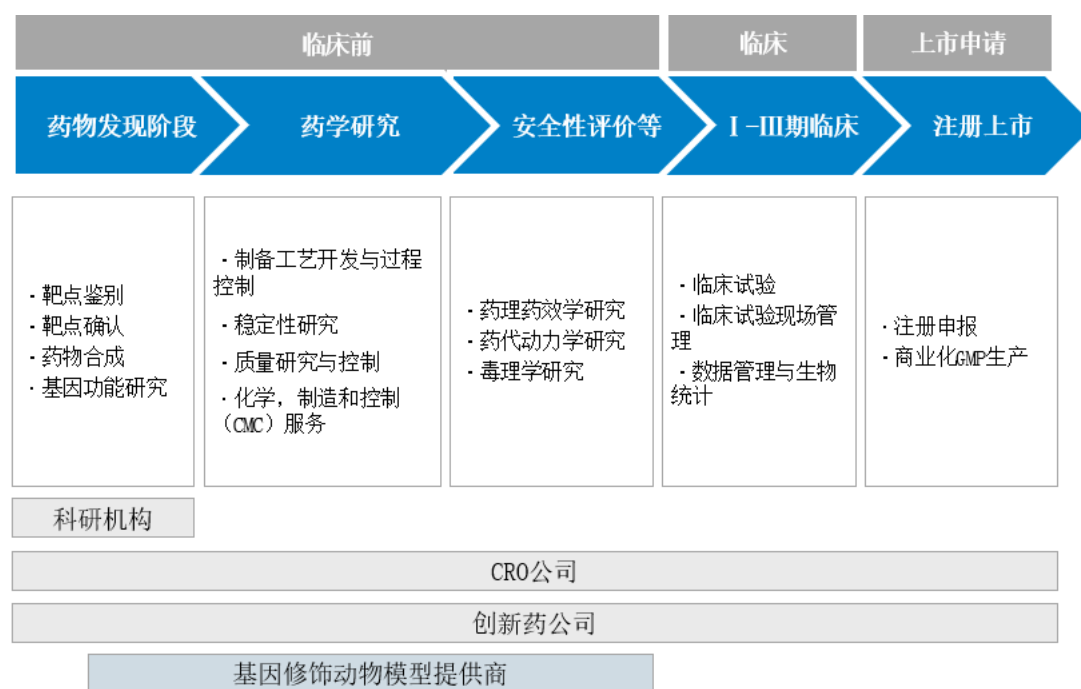 临床前
临床
上市申请
药物发现阶段
药学研究
安全性评价等
I-III期临床
注册上市
·靶点鉴别
·靶点确认
·药物合成
·基因功能研究
·制备工艺开发与过程
控制
·稳定性研究
·质量研究与控制
·化学，制造和控制
（CMC）服务
·药理药效学研究
·药代动力学研究
·毒理学研究
·临床试验
·临床试验现场管
理
·数据管理与生物
统计
·注册申报
·商业化GMP生产
科研机构
CRO公司
创新药公司
基因修饰动物模型提供商